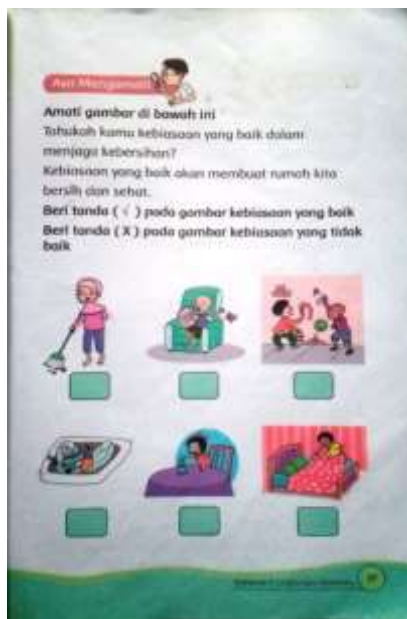 Ayo Mengamati
Amati gambar di bawah ini
Tahukah kamu kebiasaan yang baik dalam
menjaga kebersihan?
Kebiasaan yang baik akan membuat rumah kita
bersih dan sehat.
Beri tanda ( √ ) pada gambar kebiasaan yang baik
Beri tanda ( X ) pada gambar kebiasaan yang tidak
baik